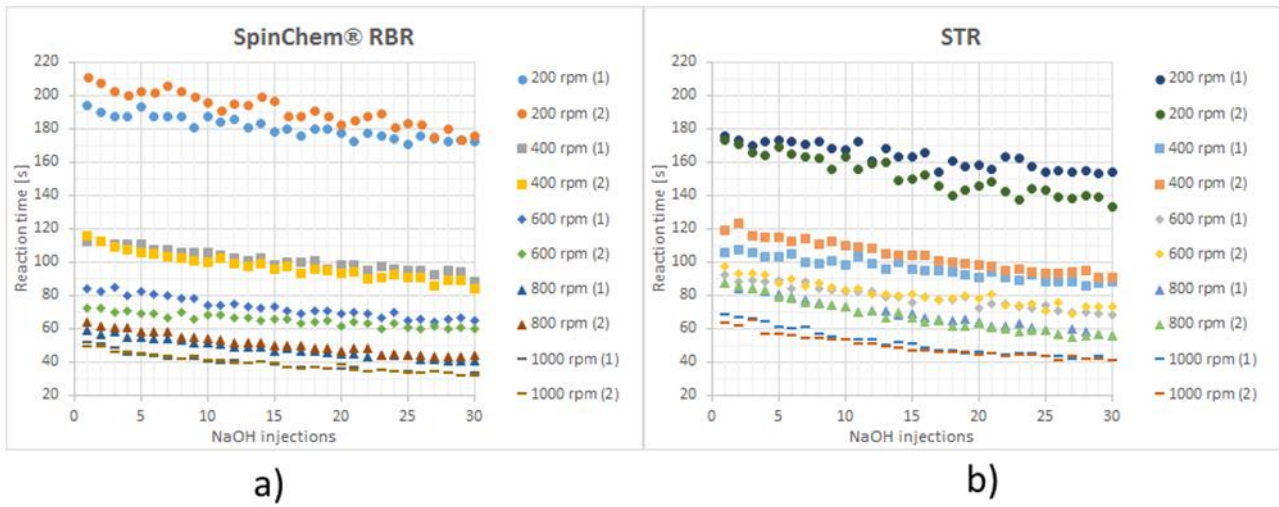 SpinChem® RBR
220
200
180
160
140
120
100
80
60
40
20
Reaction time [s]
0
5
10
15
20
25
30
NaOH injections
200 rpm (1)
200 rpm (2)
400 rpm (1)
400 rpm (2)
600 rpm (1)
600 rpm (2)
800 rpm (1)
800 rpm (2)
1000 rpm (1)
1000 rpm (2)
a)
STR
220
200
180
160
140
120
100
80
60
40
20
Reaction time [s]
0
5
10
15
20
25
30
NaOH injections
200 rpm (1)
200 rpm (2)
400 rpm (1)
400 rpm (2)
600 rpm (1)
600 rpm (2)
800 rpm (1)
800 rpm (2)
1000 rpm (1)
1000 rpm (2)
b)